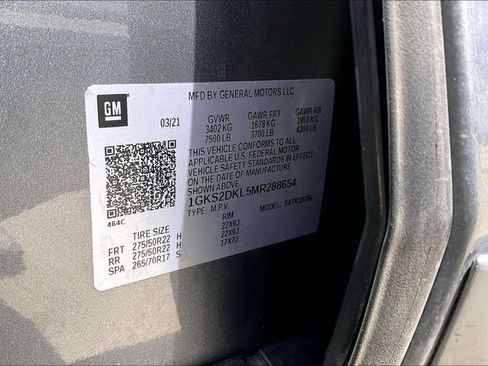 GM
MFD BY GENERAL MOTORS LLC
03/21
GVWR GAWR FRT GAWR RR
3402 KG 1678 KG 1950 KG
7500 LB 3700 LB 4300 LB
THIS VEHICLE CONFORMS TO ALL
APPLICABLE U.S. FEDERAL MOTOR
VEHICLE SAFETY STANDARDS IN
EFFECT ON THE DATE OF
MANUFACTURE SHOWN ABOVE.
1GKS2DKL5MR288654
TYPE: M.P.V. MODEL:
464C
TIRE SIZE RIM
FRT 275/50R22 H 22X9J
RR 275/50R22 H 22X9J
SPA 265/70R17 S 17X7J